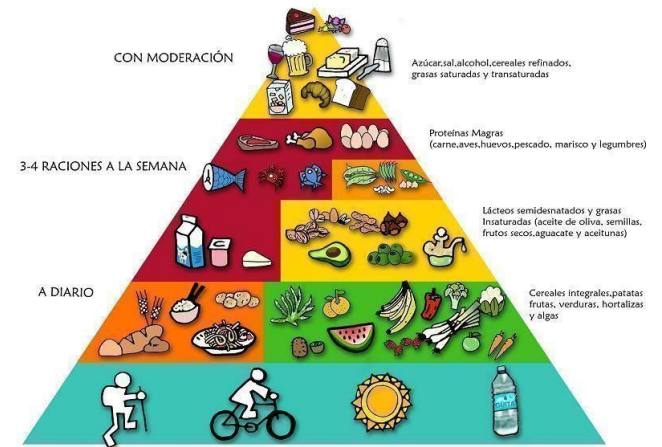 CON MODERACIÓN
Azúcar,sal,alcohol,cereales refinados,
grasas saturadas y transaturadas
Proteínas Magras
(carne,aves,huevos,pescado, marisco y legumbres)
3-4 RACIONES A LA SEMANA
Lácteos semidesnatados y grasas
Insaturadas (aceite de oliva, semillas,
frutos secos,aguacate y aceitunas)
A DIARIO
Cereales integrales,patatas
frutas, verduras, hortalizas
y algas